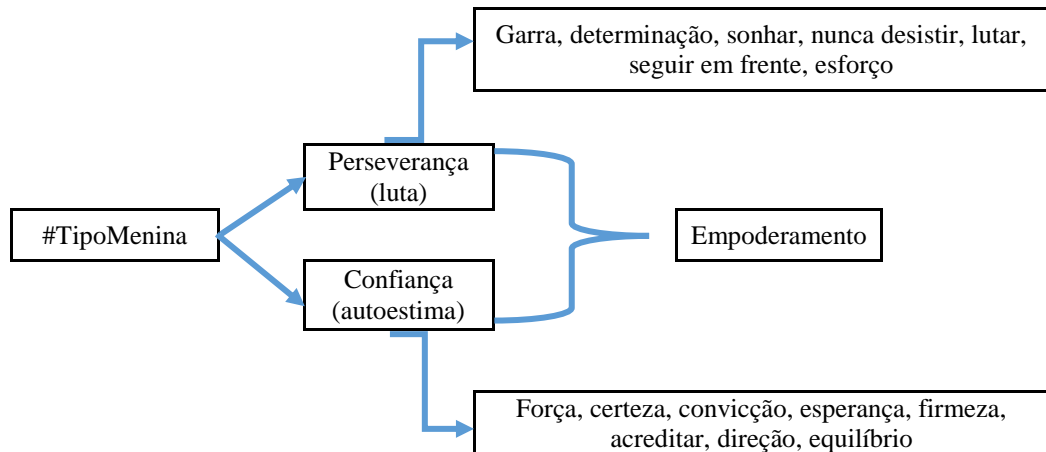 Garra, determinação, sonhar, nunca desistir, lutar,
seguir em frente, esforço
Perseverança
(luta)
#TipoMenina
Empoderamento
Confiança
(autoestima)
Força, certeza, convicção, esperança, firmeza,
acreditar, direção, equilíbrio